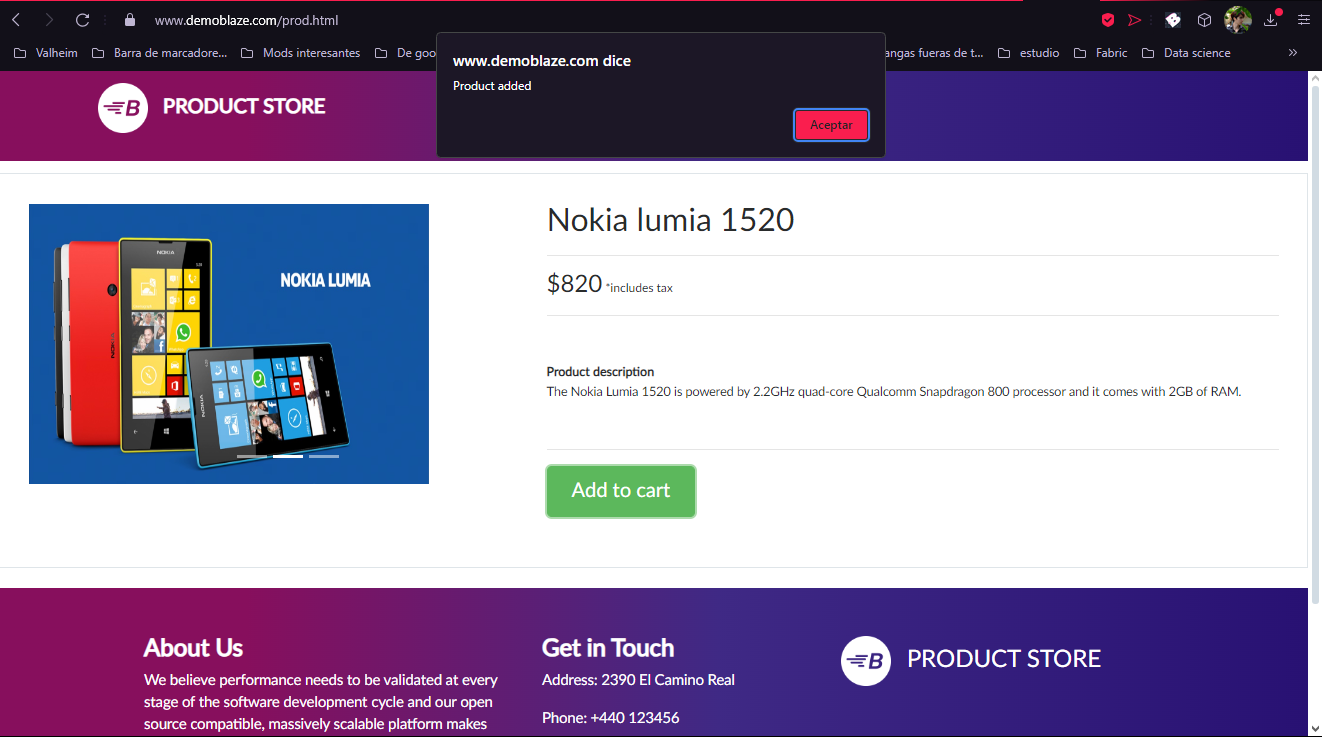 www.demoblaze.com/prod.html
Valheim
Barra de marcadore...
Mods interesantes
De goo
angas fueras de t...
estudio
Fabric
Data science
»
www.demoblaze.com dice
Product added
Aceptar
B PRODUCT STORE
NOKIA
NOKIA LUMIA
NOKIA
Nokia lumia 1520
$820 *includes tax
Product description
The Nokia Lumia 1520 is powered by 2.2GHz quad-core Qualcomm Snapdragon 800 processor and it comes with 2GB of RAM.
Add to cart
About Us
We believe performance needs to be validated at every
stage of the software development cycle and our open
source compatible, massively scalable platform makes
Get in Touch
Address: 2390 El Camino Real
Phone: +440 123456
B PRODUCT STORE